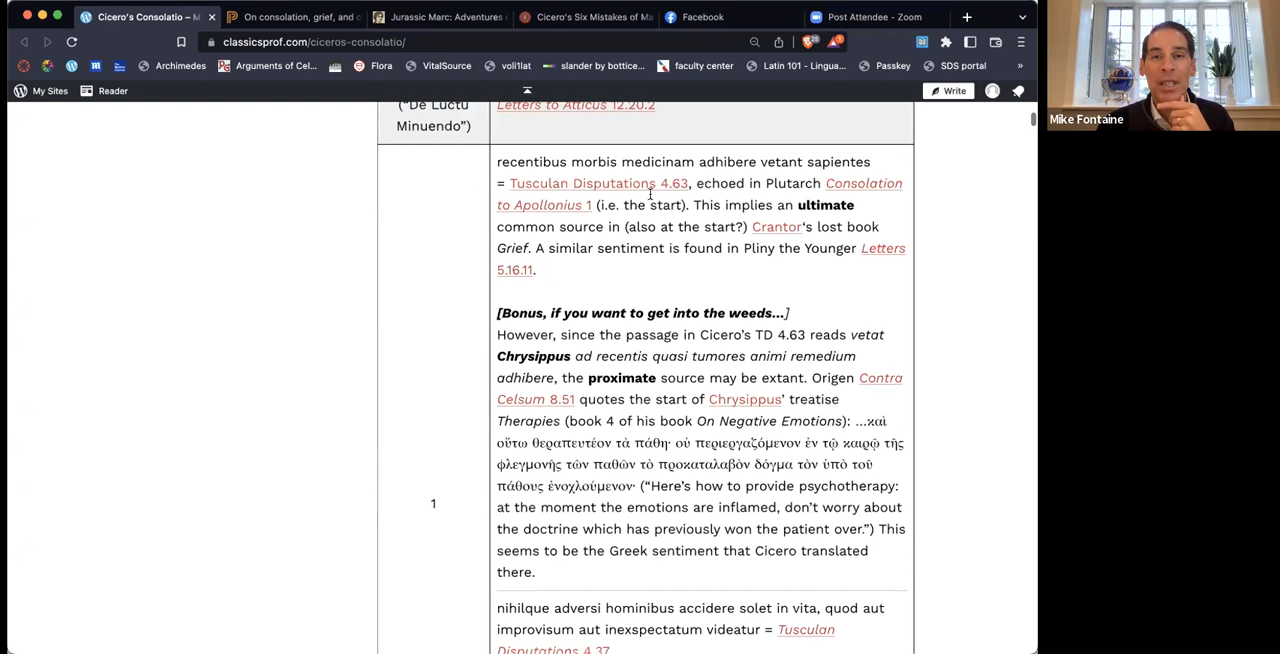 Cicero's Consolatio – M
On consolation, grief, and c
Jurassic Marc: Adventures i
Cicero's Six Mistakes of Ma
Facebook
Post Attendee - Zoom
classicsprof.com/ciceros-consolatio/
25
1
Archimedes
Arguments of Cel...
Flora
VitalSource
voli1lat
slander by bottice...
faculty center
Latin 101 - Lingua...
Passkey
SDS portal
»
My Sites
Reader
Write
("De Luctu
Minuendo")
Letters to Atticus 12.20.2
1
recentibus morbis medicinam adhibere vetant sapientes
= Tusculan Disputations 4.63, echoed in Plutarch Consolation
to Apollonius 1 (i.e. the start). This implies an ultimate
common source in (also at the start?) Crantor's lost book
Grief. A similar sentiment is found in Pliny the Younger Letters
5.16.11.
[Bonus, if you want to get into the weeds...]
However, since the passage in Cicero's TD 4.63 reads vetat
Chrysippus ad recentis quasi tumores animi remedium
adhibere, the proximate source may be extant. Origen Contra
Celsum 8.51 quotes the start of Chrysippus' treatise
Therapies (book 4 of his book On Negative Emotions): ...καὶ
οὕτω θεραπευτέον τὰ πάθη· οὐ περιεργαζόμενον ἐν τῷ καιρῷ τῆς
φλεγμονῆς τῶν παθῶν τὸ προκαταλαβὸν δόγμα τὸν ὑπὸ τοῦ
πάθους ἐνοχλούμενον· ("Here's how to provide psychotherapy:
at the moment the emotions are inflamed, don't worry about
the doctrine which has previously won the patient over.") This
seems to be the Greek sentiment that Cicero translated
there.
nihilque adversi hominibus accidere solet in vita, quod aut
improvisum aut inexspectatum videatur = Tusculan
Disputations 4.37
Mike Fontaine